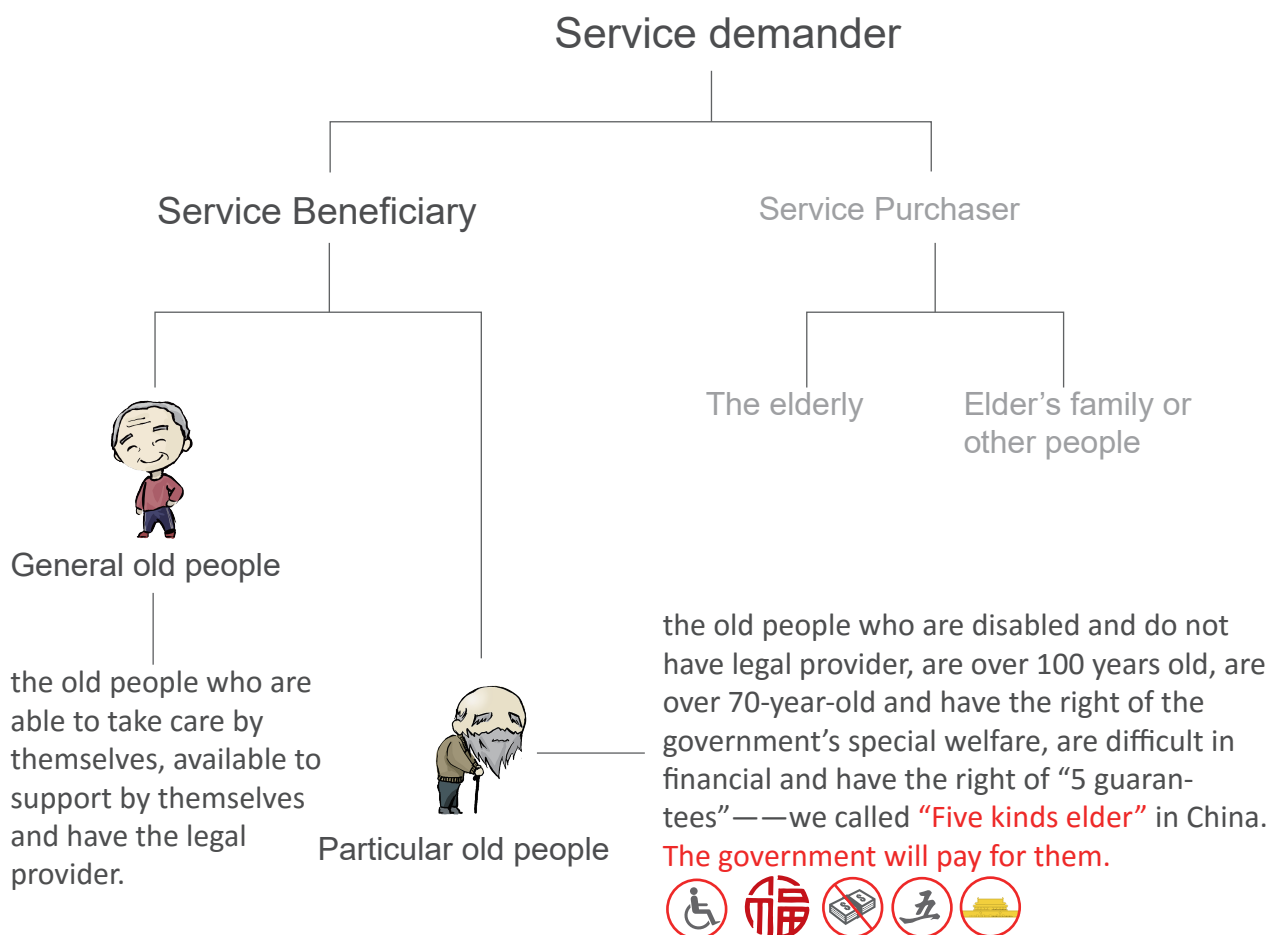 Service demander
Service Beneficiary
Service Purchaser
The elderly
Elder’s family or
other people
General old people
the old people who are
able to take care by
themselves, available to
support by themselves
and have the legal
provider.
Particular old people
the old people who are disabled and do not
have legal provider, are over 100 years old, are
over 70-year-old and have the right of the
government’s special welfare, are difficult in
financial and have the right of “5 guaran-
tees”——we called “Five kinds elder” in China.
The government will pay for them.
福 五